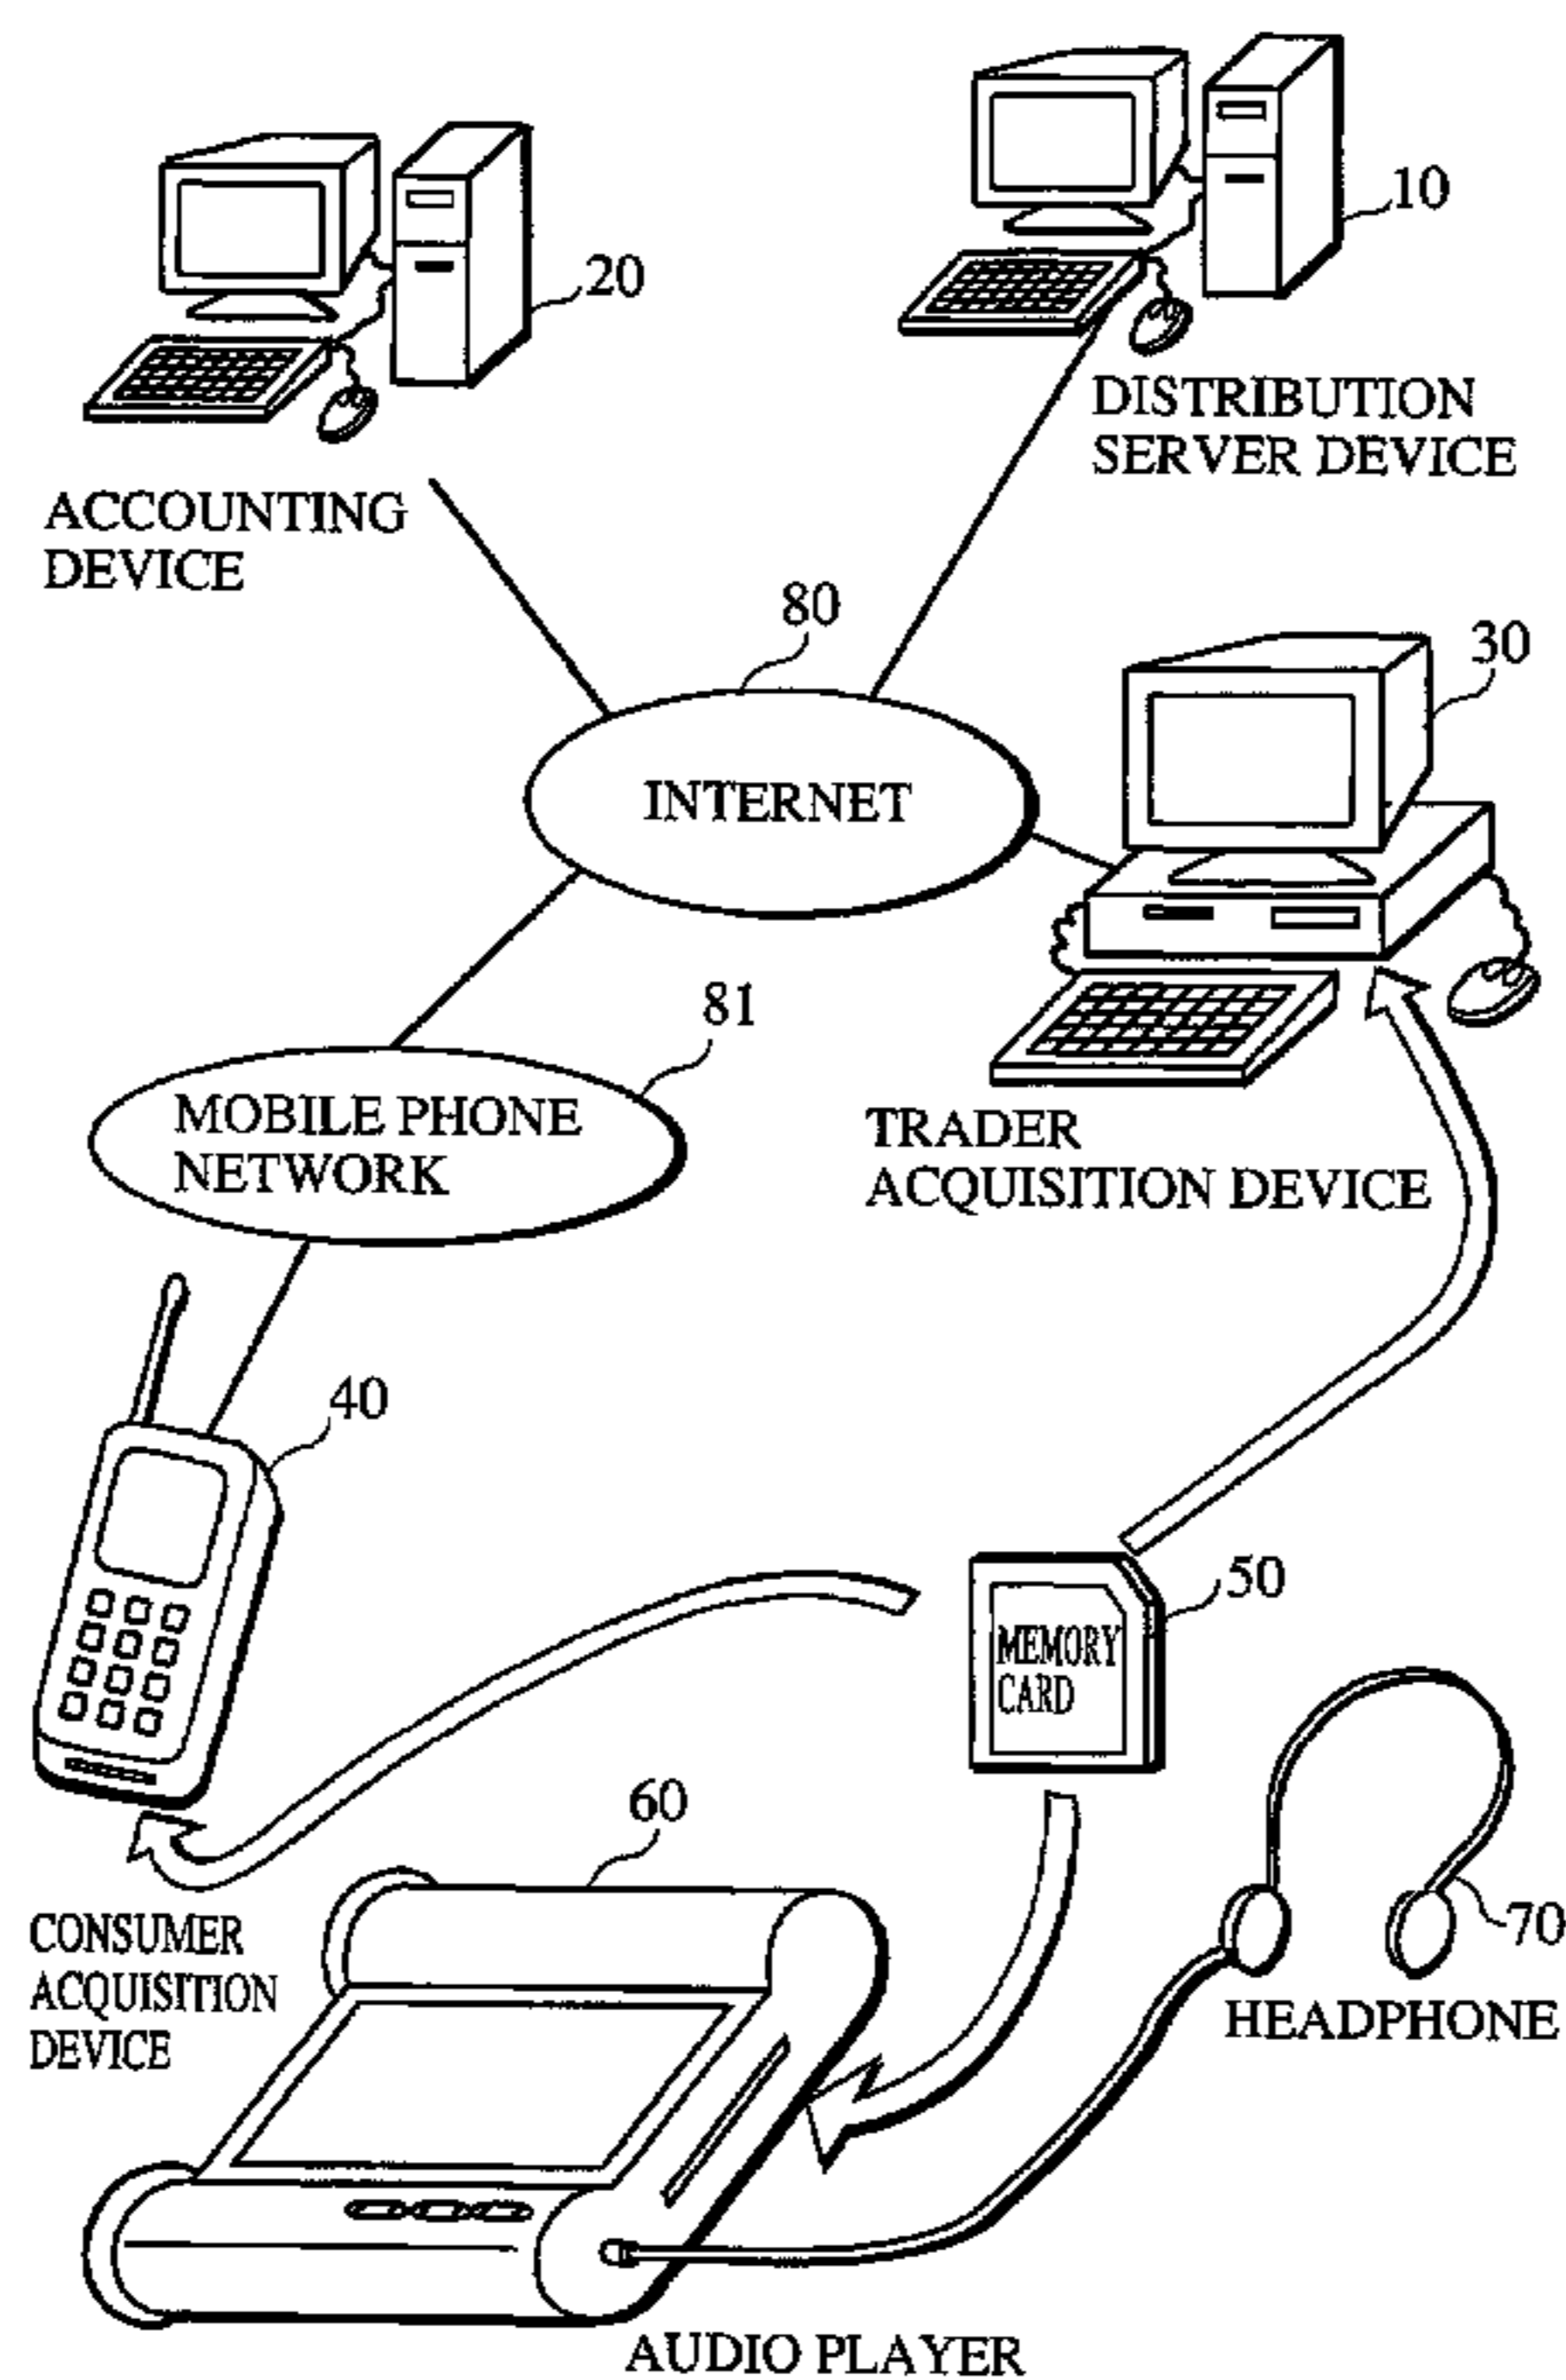 10
20
DISTRIBUTION
SERVER DEVICE
ACCOUNTING
DEVICE
80
30
INTERNET
81
MOBILE PHONE
NETWORK
TRADER
ACQUISITION DEVICE
40
50
MEMORY
CARD
60
CONSUMER
ACQUISITION
DEVICE
70
HEADPHONE
AUDIO PLAYER